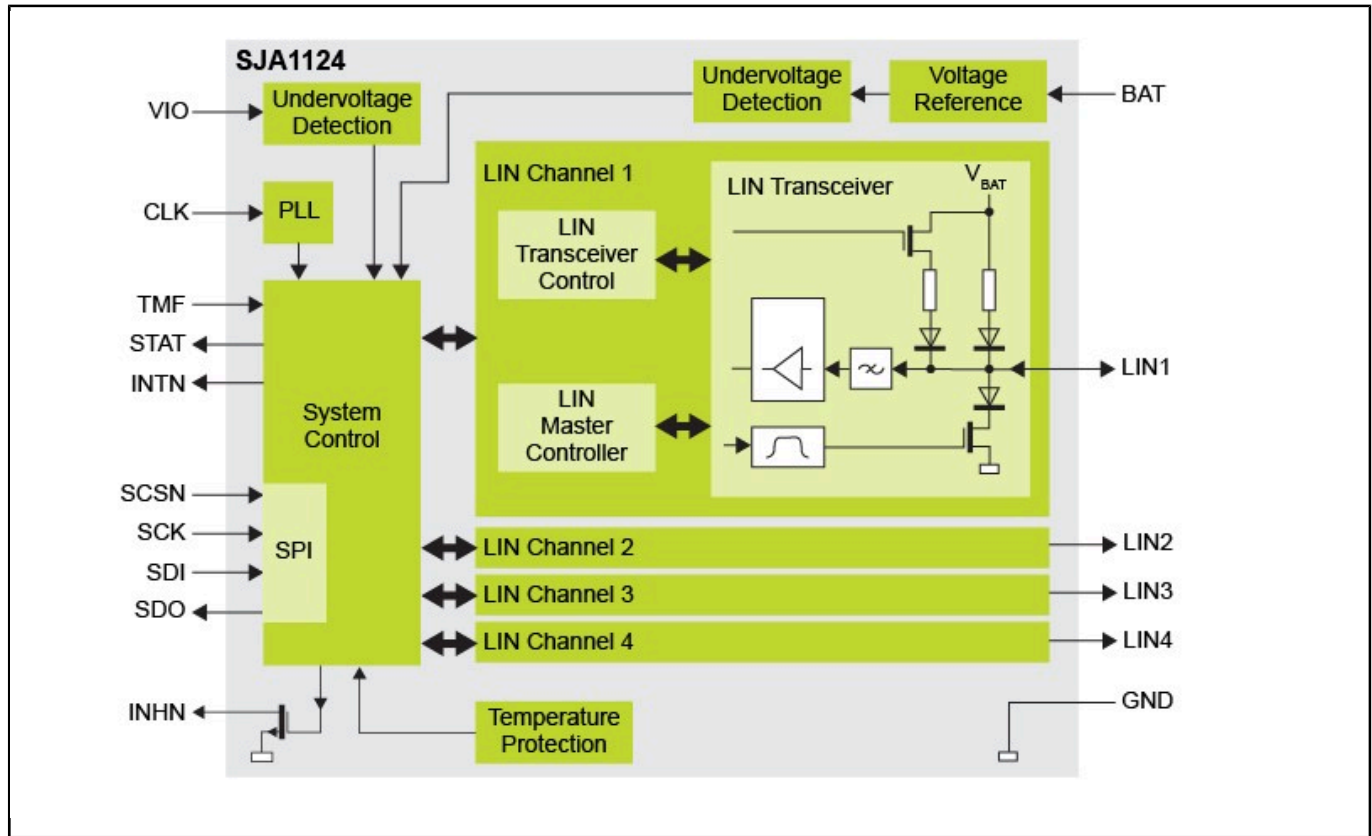 SJA1124
VIO
Undervoltage
Detection
Undervoltage
Detection
Voltage
Reference
BAT
CLK
PLL
LIN Channel 1
LIN Transceiver
VBAT
LIN
Transceiver
Control
TMF
STAT
INTN
LIN1
System
Control
LIN
Master
Controller
SCSN
SCK
SPI
SDI
SDO
LIN Channel 2
LIN2
LIN Channel 3
LIN3
LIN Channel 4
LIN4
INHN
Temperature
Protection
GND